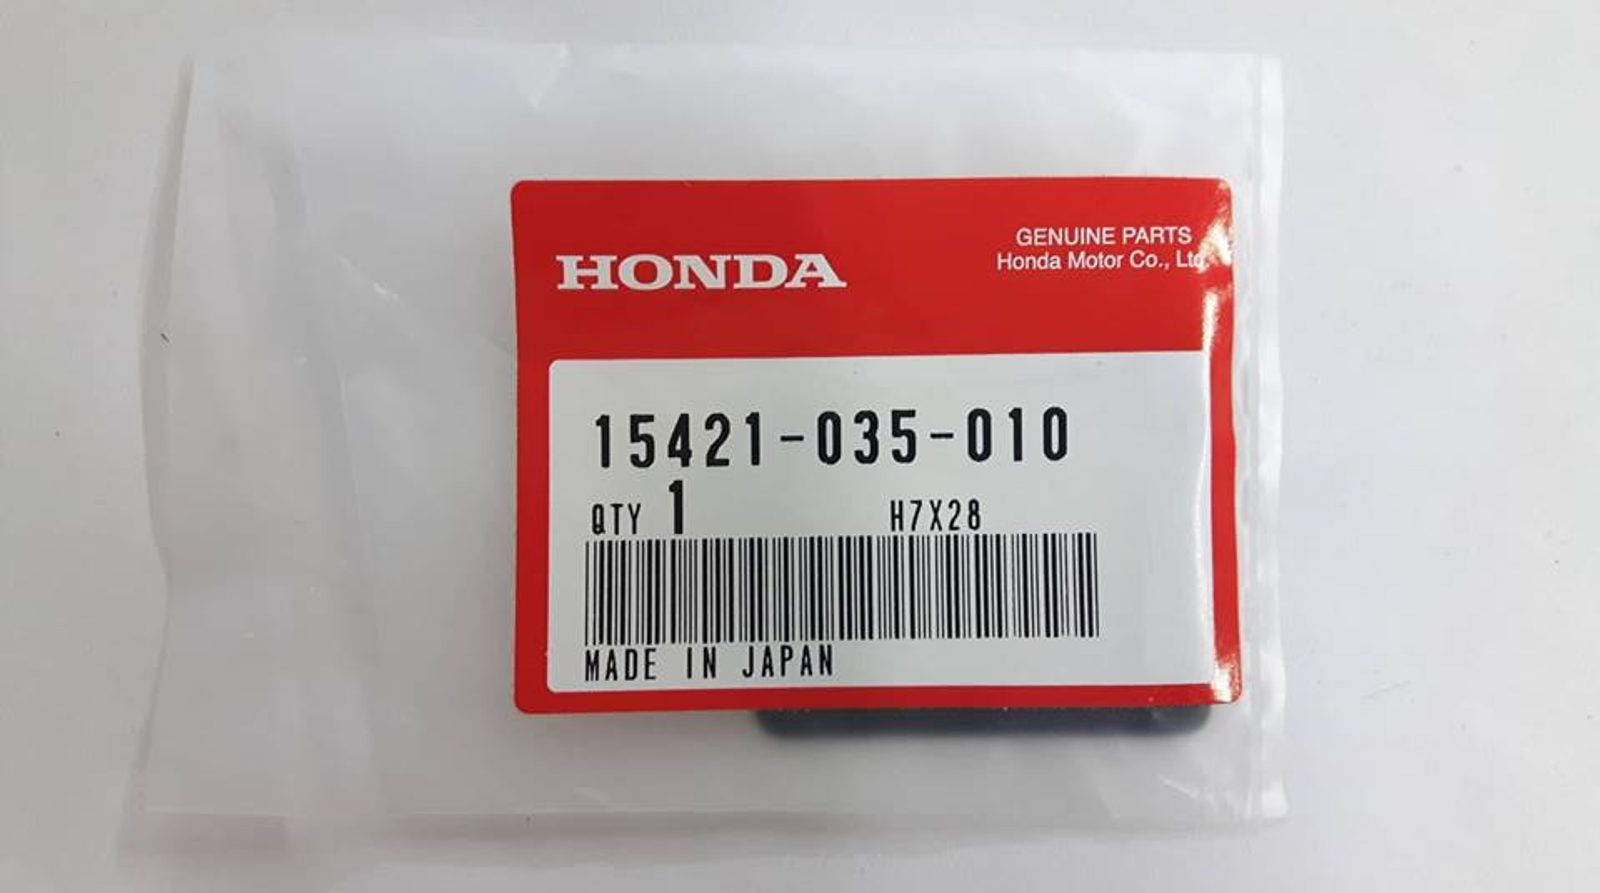 HONDA
GENUINE PARTS
Honda Motor Co., Ltd.
15421-035-010
QTY 1 H7X28
MADE IN JAPAN